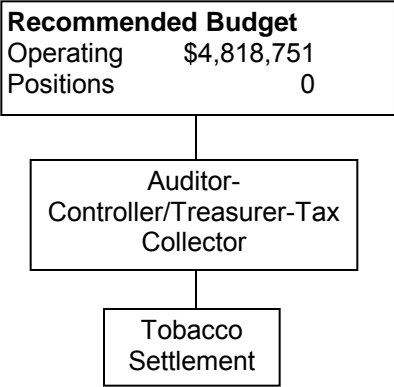 Recommended Budget
Operating $4,818,751
Positions 0
Auditor-
Controller/Treasurer-Tax
Collector
Tobacco
Settlement